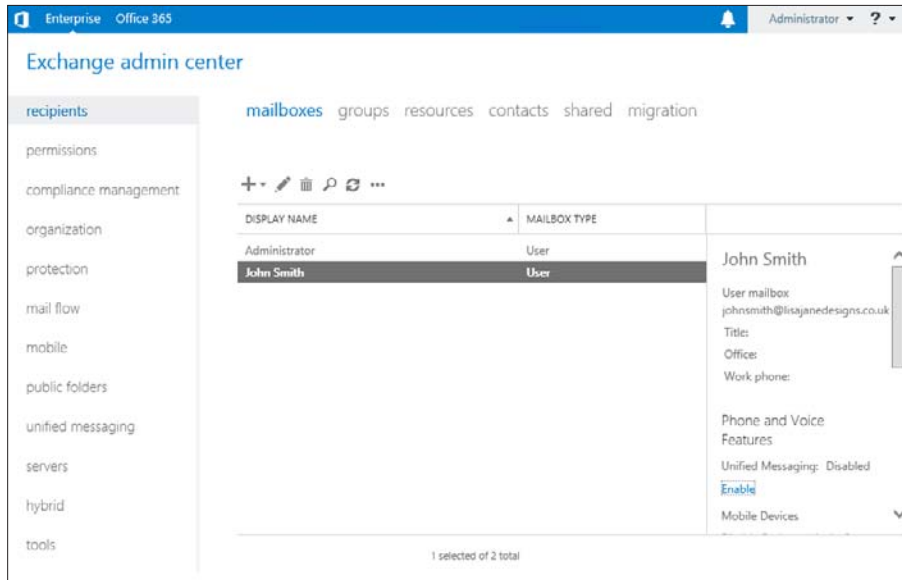 Enterprise Office 365
Administrator ?
Exchange admin center
recipients
permissions
compliance management
organization
protection
mail flow
mobile
public folders
unified messaging
servers
hybrid
tools
mailboxes groups resources contacts shared migration
DISPLAY NAME MAILBOX TYPE
Administrator User
John Smith User
1 selected of 2 total
John Smith
User mailbox
johnsmith@lisajanedesigns.co.uk
Title:
Office:
Work phone:
Phone and Voice
Features
Unified Messaging: Disabled
Enable
Mobile Devices